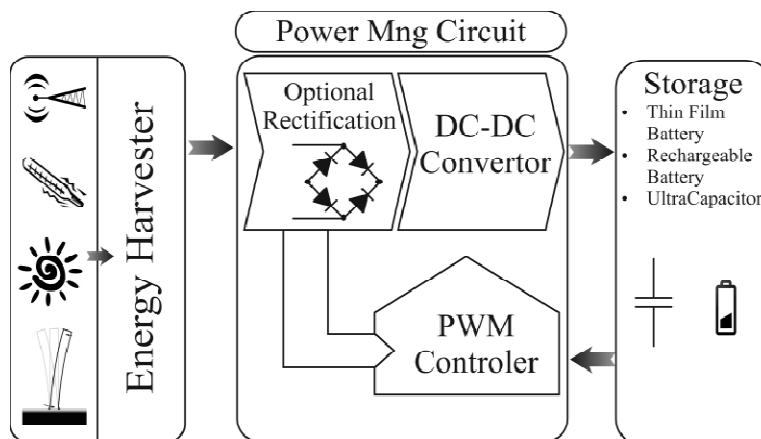 Power Mng Circuit
Energy Harvester
Optional
Rectification
DC-DC
Convertor
PWM
Controler
Storage
• Thin Film
Battery
• Rechargeable
Battery
• UltraCapacitor